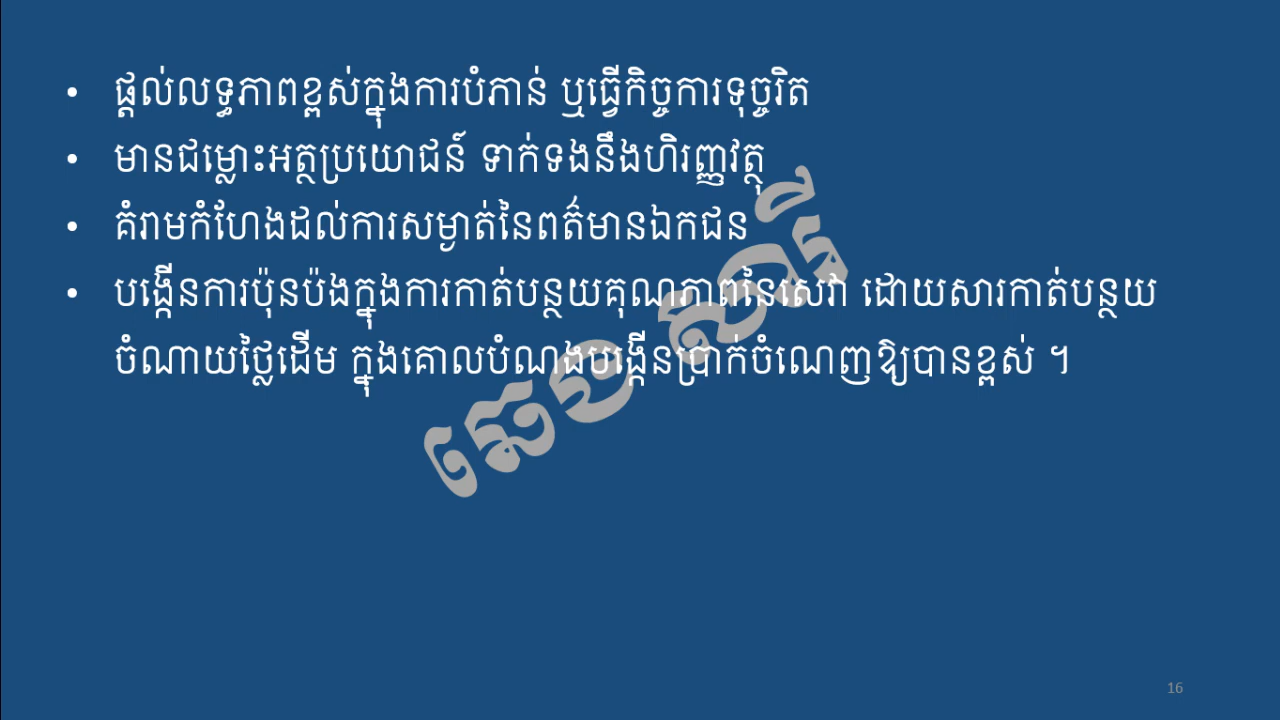 • ផ្តល់លទ្ធភាពខ្ពស់ក្នុងការបំភាន់ ឬធ្វើកិច្ចការទុច្ចរិត
• មានជម្លោះអត្ថប្រយោជន៍ ទាក់ទងនឹងហិរញ្ញវត្ថុ
• គំរាមកំហែងដល់ការសម្ងាត់នៃពត៌មានឯកជន
• បង្កើនការប៉ុនប៉ងក្នុងការកាត់បន្ថយគុណភាពនៃសេវា ដោយសារកាត់បន្ថយ
ចំណាយថ្លៃដើម ក្នុងគោលបំណងបង្កើនប្រាក់ចំណេញឱ្យបានខ្ពស់ ។
16